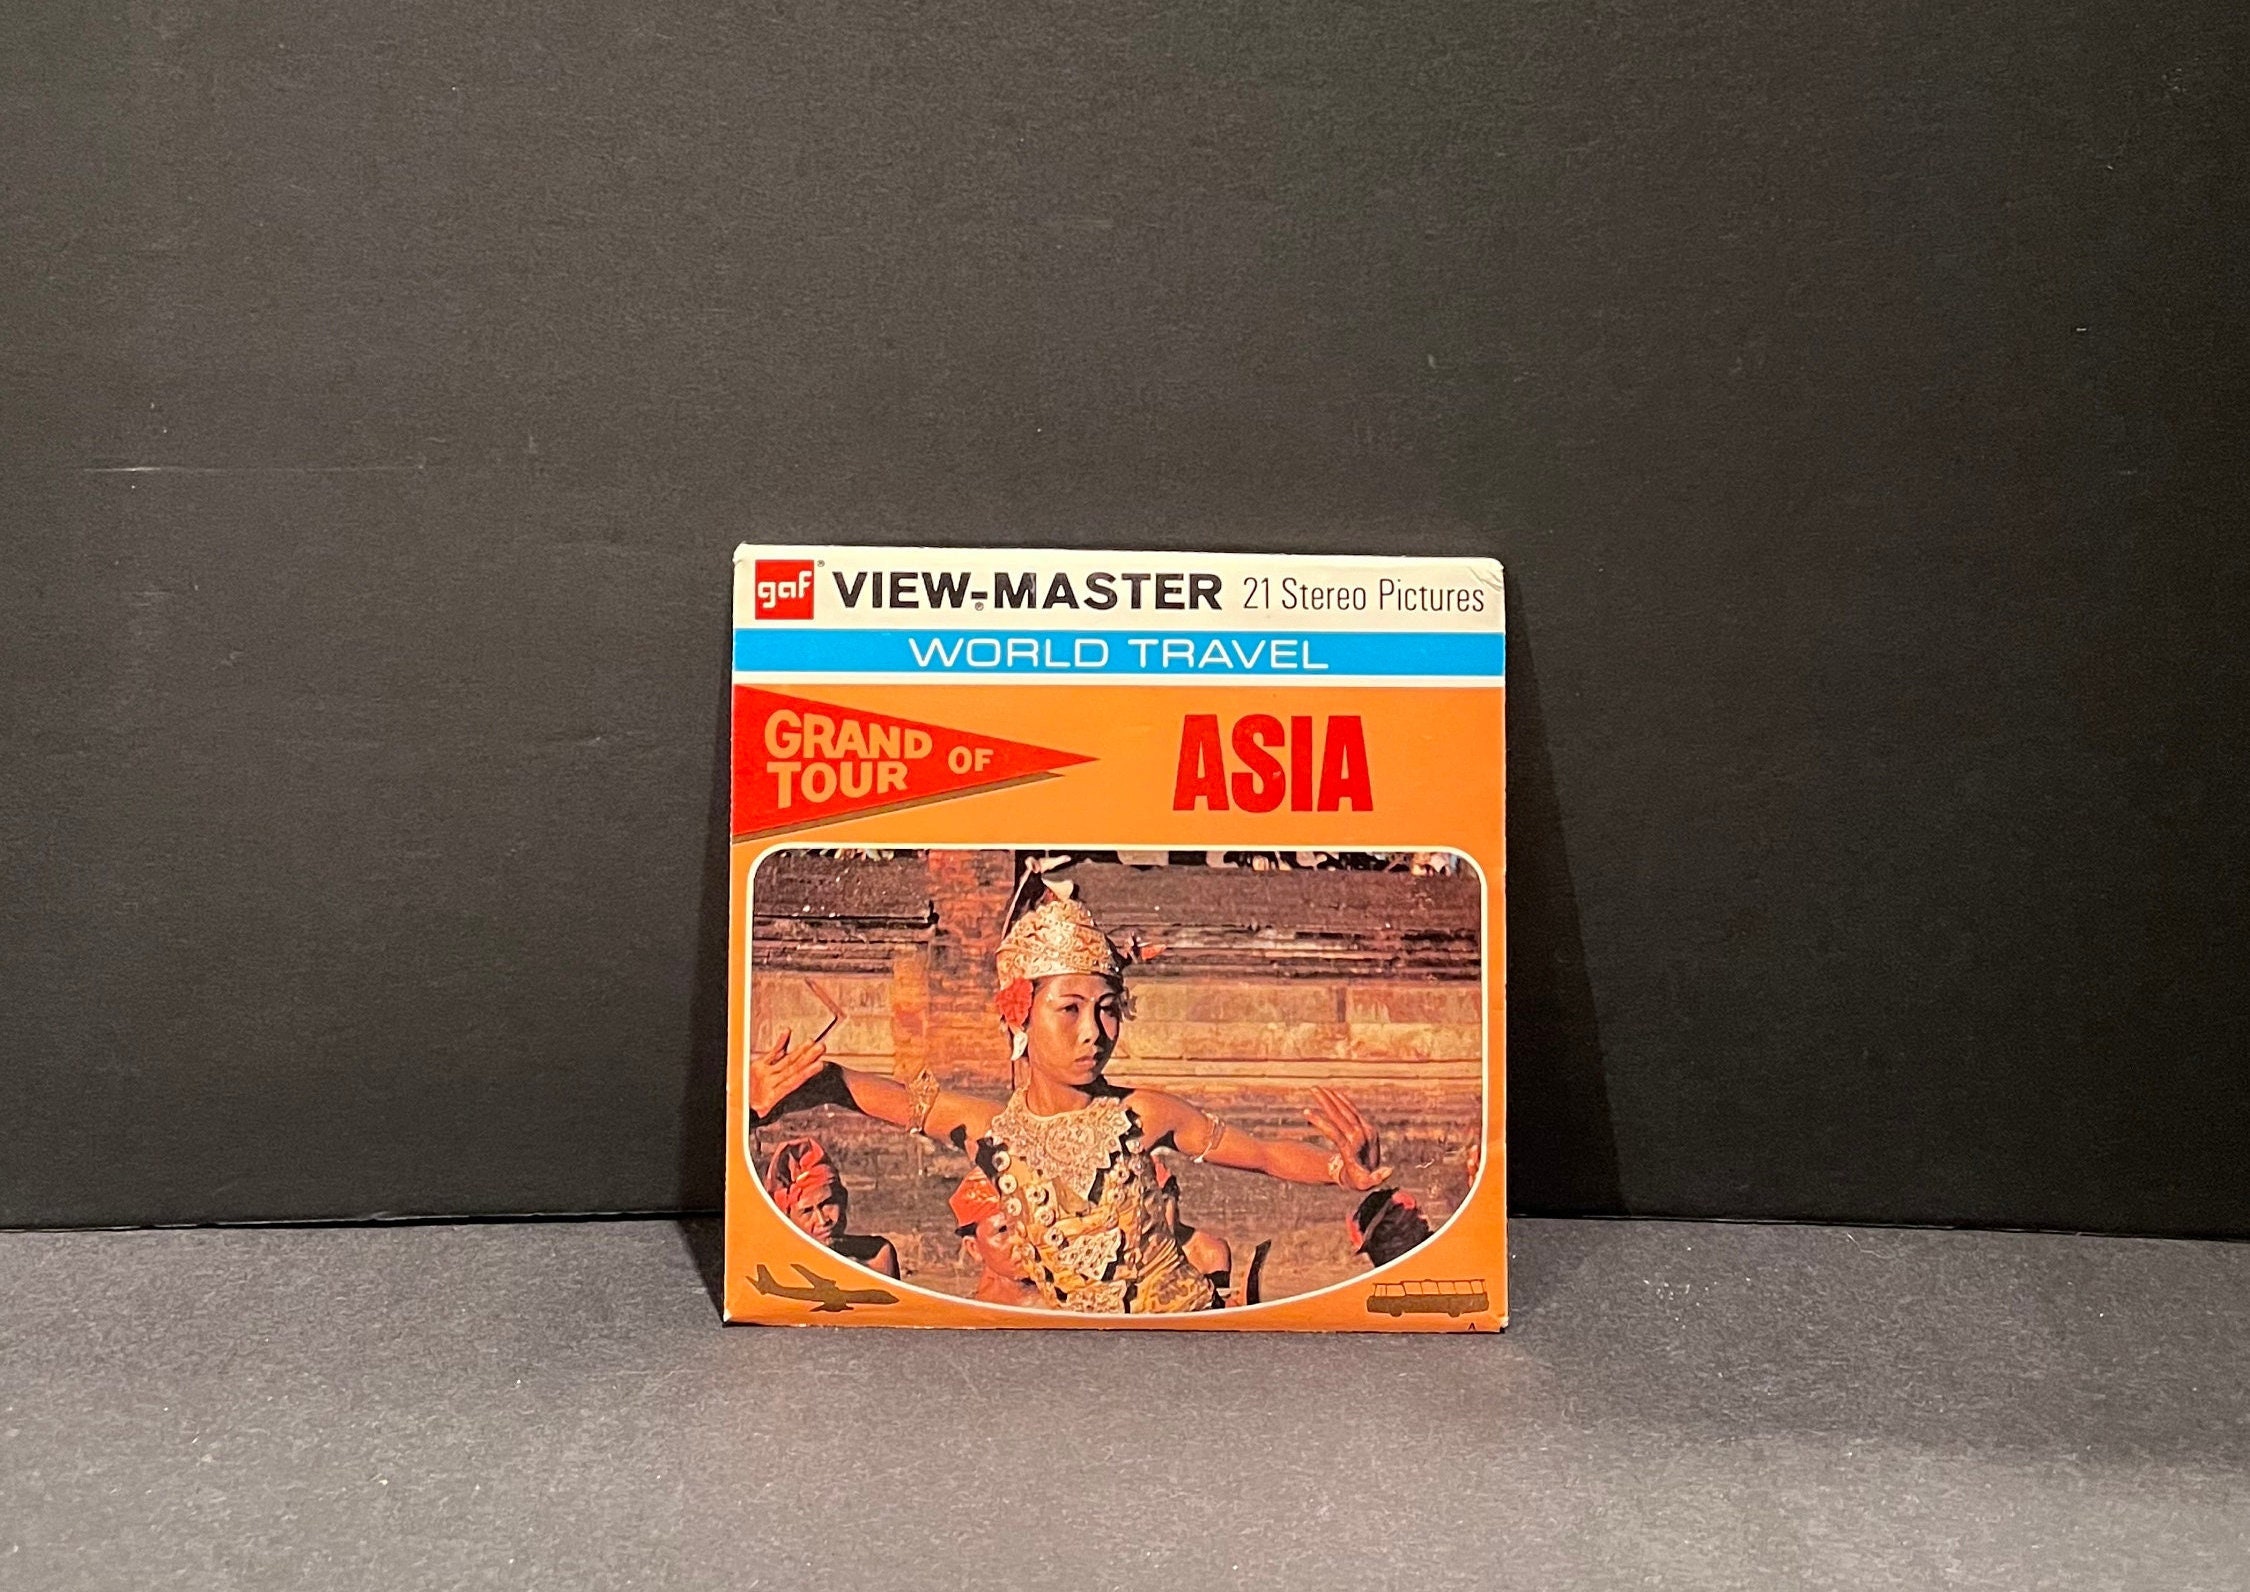 gaf® VIEW-MASTER® 21 Stereo Pictures
WORLD TRAVEL
GRAND TOUR OF
ASIA
A